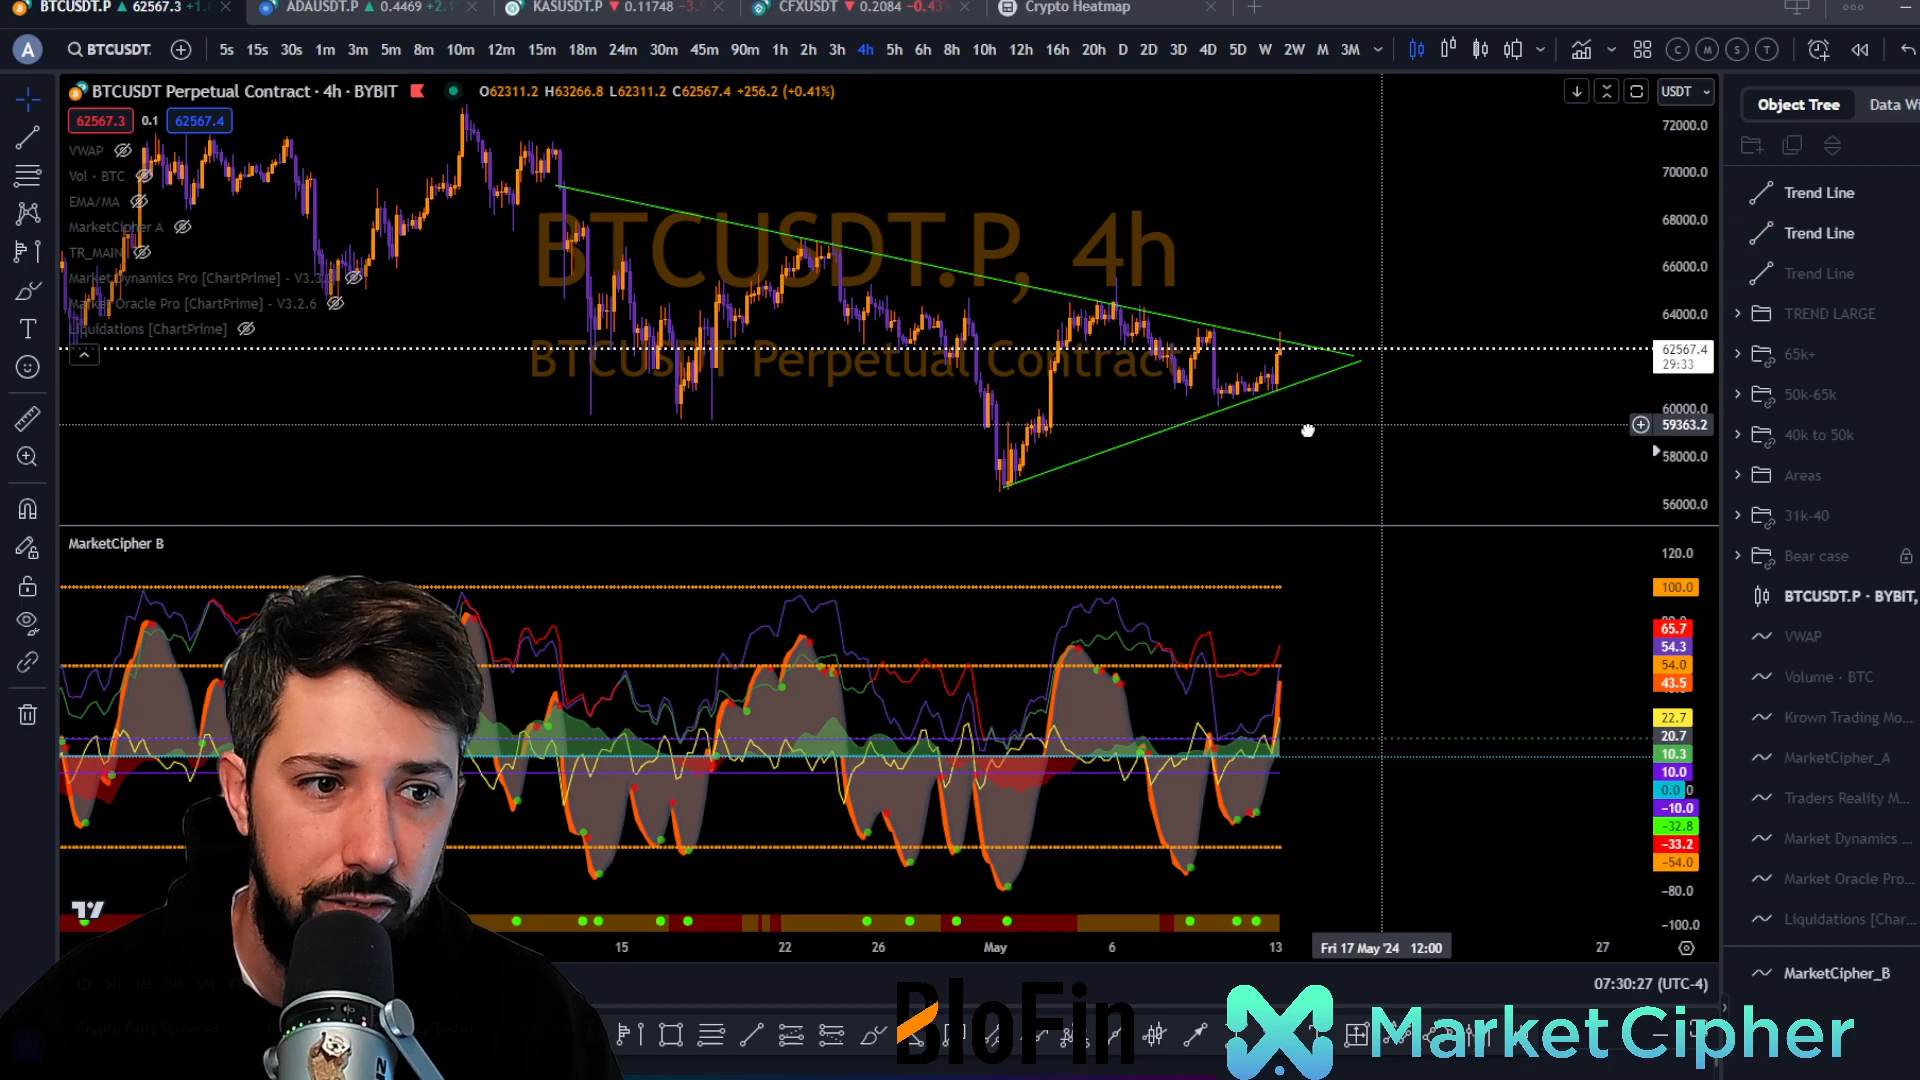 BTCUSDT.P 62567.3
ADAUSDT.P 0.4469
KASUSDT.P 0.11748
CFXUSDT 0.2084 −0.43%
Crypto Heatmap
A
BTCUSDT.
5s 15s 30s 1m 3m 5m 8m 10m 12m 15m 18m 24m 30m 45m 90m 1h 2h 3h 4h 5h 6h 8h 10h 12h 16h 20h D 2D 3D 4D 5D W 2W M 3M
C M S T
BTCUSDT Perpetual Contract · 4h · BYBIT
O62311.2 H63266.8 L62311.2 C62567.4 +256.2 (+0.41%)
USDT
62567.3 0.1 62567.4
VWAP
Vol · BTC
EMA/MA
MarketCipher A
TR_MAIN
Market Dynamics Pro [ChartPrime] - V3.3
Market Oracle Pro [ChartPrime] - V3.2.6
Liquidations [ChartPrime]
BTCUSDT.P, 4h
BTCUSDT Perpetual Contract
72000.0
70000.0
68000.0
66000.0
64000.0
62567.4
29:33
60000.0
59363.2
58000.0
56000.0
MarketCipher B
120.0
100.0
65.7
54.3
54.0
43.5
22.7
20.7
10.3
10.0
0.0 0
−10.0
−32.8
−33.2
−54.0
−80.0
−100.0
15 22 26 May 6 13 Fri 17 May '24 12:00 27
07:30:27 (UTC-4)
Object Tree
Data Wi
Trend Line
Trend Line
Trend Line
TREND LARGE
65k+
50k-65k
40k to 50k
Areas
31k-40
Bear case
BTCUSDT.P · BYBIT,
VWAP
Volume · BTC
Krown Trading Mo...
MarketCipher_A
Traders Reality M...
Market Dynamics ...
Market Oracle Pro...
Liquidations [Char...
MarketCipher_B
BloFin
Market Cipher